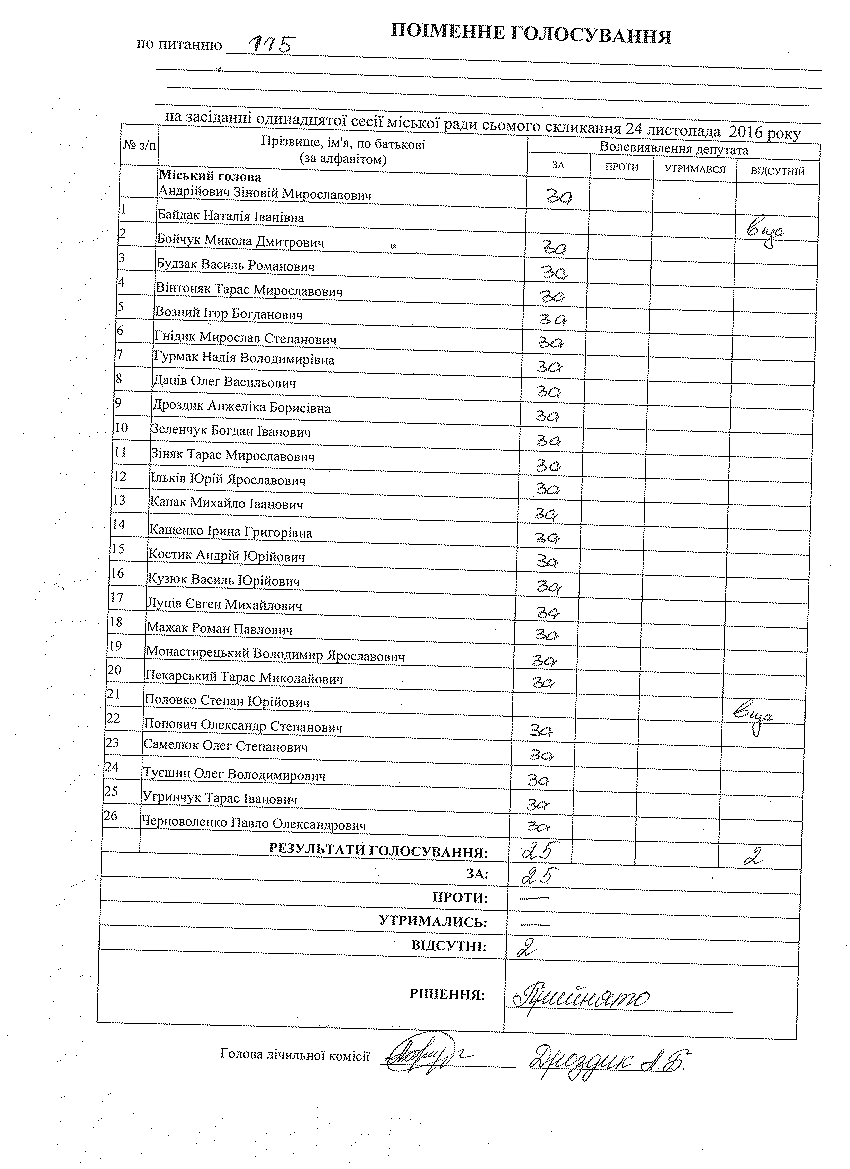 ПОІМЕННЕ ГОЛОСУВАННЯ
по питанню 115
на засіданні одинадцятої сесії міської ради сьомого скликання 24 листопада 2016 року
№ з/п Прізвище, ім'я, по батькові (за алфавітом) Волевиявлення депутата
ЗА ПРОТИ УТРИМАВСЯ ВІДСУТНІЙ
Міський голова
Андрійович Зіновій Мирославович за
1 Байдак Наталія Іванівна
2 Бойчук Микола Дмитрович за
3 Будзак Василь Романович за
4 Вінтоняк Тарас Мирославович за
5 Возний Ігор Богданович за
6 Гнідик Мирослав Степанович за
7 Турмак Надія Володимирівна за
8 Даців Олег Васильович за
9 Дроздик Анжеліка Борисівна за
10 Зеленчук Богдан Іванович за
11 Зіняк Тарас Мирославович за
12 Ільків Юрій Ярославович за
13 Капак Михайло Іванович за
14 Кашенко Ірина Григорівна за
15 Костик Андрій Юрійович за
16 Кузюк Василь Юрійович за
17 Луців Євген Михайлович за
18 Мажак Роман Павлович за
19 Монастирецький Володимир Ярославович за
20 Пекарський Тарас Миколайович за
21 Половко Степан Юрійович
22 Попович Олександр Степанович за
23 Самелюк Олег Степанович за
24 Тусшин Олег Володимирович за
25 Угринчук Тарас Іванович за
26 Черноволенко Павло Олександрович за
РЕЗУЛЬТАТИ ГОЛОСУВАННЯ: 25 2
ЗА: 25
ПРОТИ: —
УТРИМАЛИСЬ: —
ВІДСУТНІ: 2
РІШЕННЯ: Прийнято
Голова лічильної комісії Дроздик А.Б.